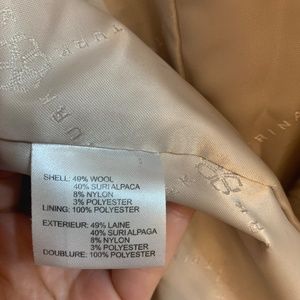 SHELL: 49% WOOL
40% SURI ALPACA
8% NYLON
3% POLYESTER
LINING: 100% POLYESTER
EXTERIEUR: 49% LAINE
40% SURI ALPAGA
8% NYLON
3% POLYESTER
DOUBLURE: 100% POLYESTER